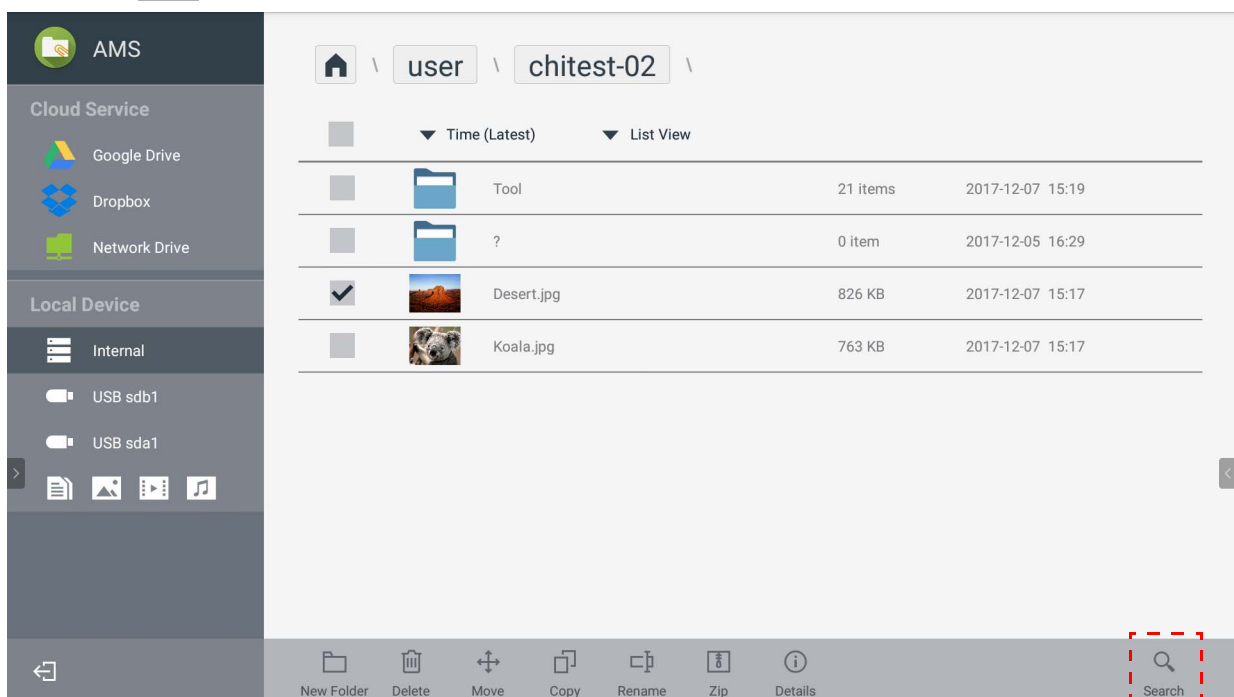 AMS
Cloud Service
Google Drive
Dropbox
Network Drive
Local Device
Internal
USB sdb1
USB sda1
\ user \ chitest-02 \
Time (Latest) List View
Tool 21 items 2017-12-07 15:19
? 0 item 2017-12-05 16:29
Desert.jpg 826 KB 2017-12-07 15:17
Koala.jpg 763 KB 2017-12-07 15:17
New Folder Delete Move Copy Rename Zip Details Search